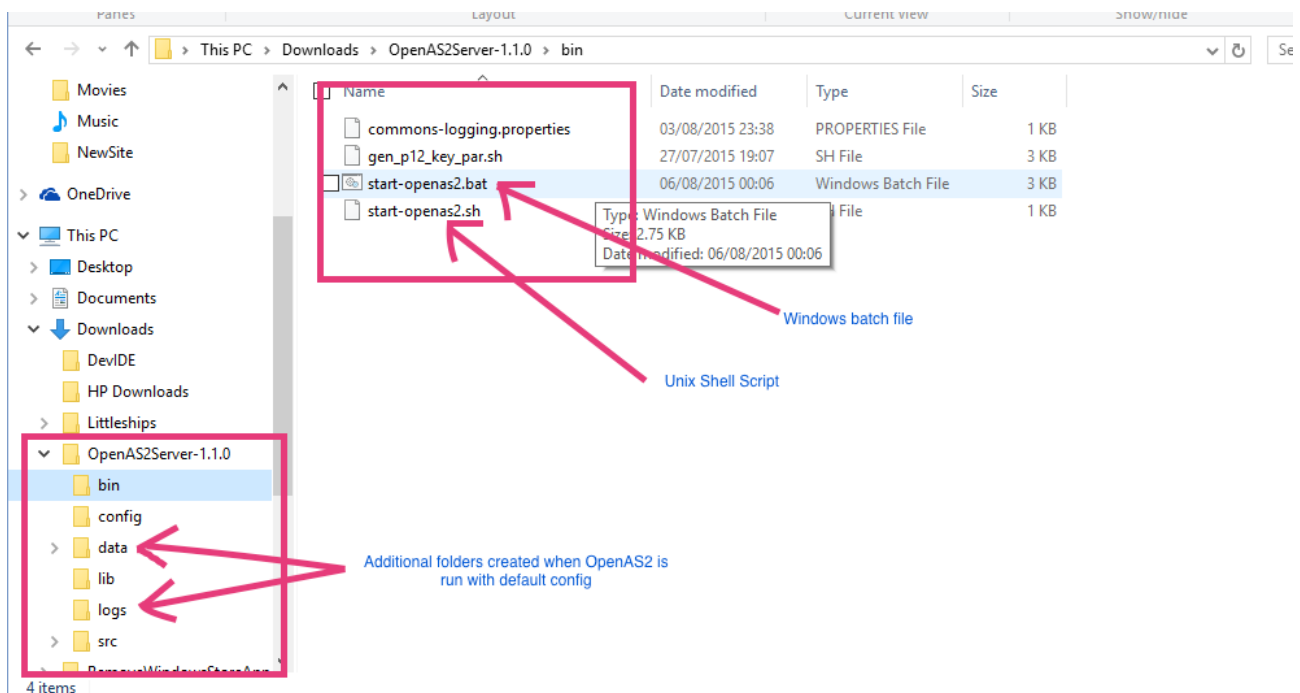 Panes Layout Current view Show/hide
This PC > Downloads > OpenAS2Server-1.1.0 > bin
Movies
Music
NewSite
OneDrive
This PC
Desktop
Documents
Downloads
DevIDE
HP Downloads
Littleships
OpenAS2Server-1.1.0
bin
config
data
lib
logs
src
4 items
Name Date modified Type Size
commons-logging.properties 03/08/2015 23:38 PROPERTIES File 1 KB
gen_p12_key_par.sh 27/07/2015 19:07 SH File 3 KB
start-openas2.bat 06/08/2015 00:06 Windows Batch File 3 KB
start-openas2.sh File 1 KB
Type: Windows Batch File
Size: 2.75 KB
Date modified: 06/08/2015 00:06
Windows batch file
Unix Shell Script
Additional folders created when OpenAS2 is
run with default config